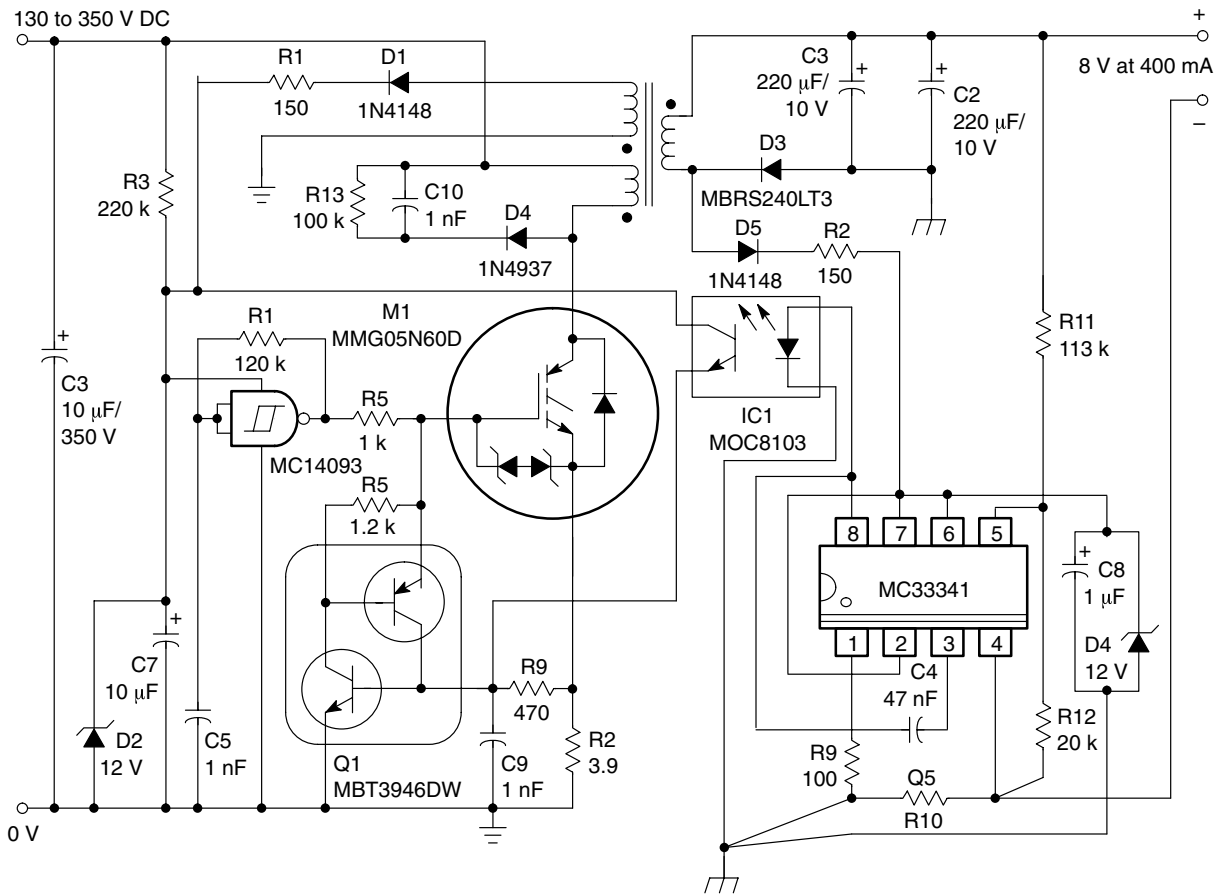 130 to 350 V DC
+
8 V at 400 mA
–
R1
150
D1
1N4148
C3
220 μF/
10 V
+
+
C2
220 μF/
10 V
D3
MBRS240LT3
R3
220 k
R13
100 k
C10
1 nF
D4
1N4937
D5
1N4148
R2
150
M1
MMG05N60D
R1
120 k
+
C3
10 μF/
350 V
MC14093
R5
1 k
R5
1.2 k
IC1
MOC8103
R11
113 k
8
7
6
5
MC33341
1
2
3
4
+
C8
1 μF
D4
12 V
C4
47 nF
+
C7
10 μF
D2
12 V
C5
1 nF
Q1
MBT3946DW
R9
470
C9
1 nF
R2
3.9
R9
100
Q5
R10
R12
20 k
0 V